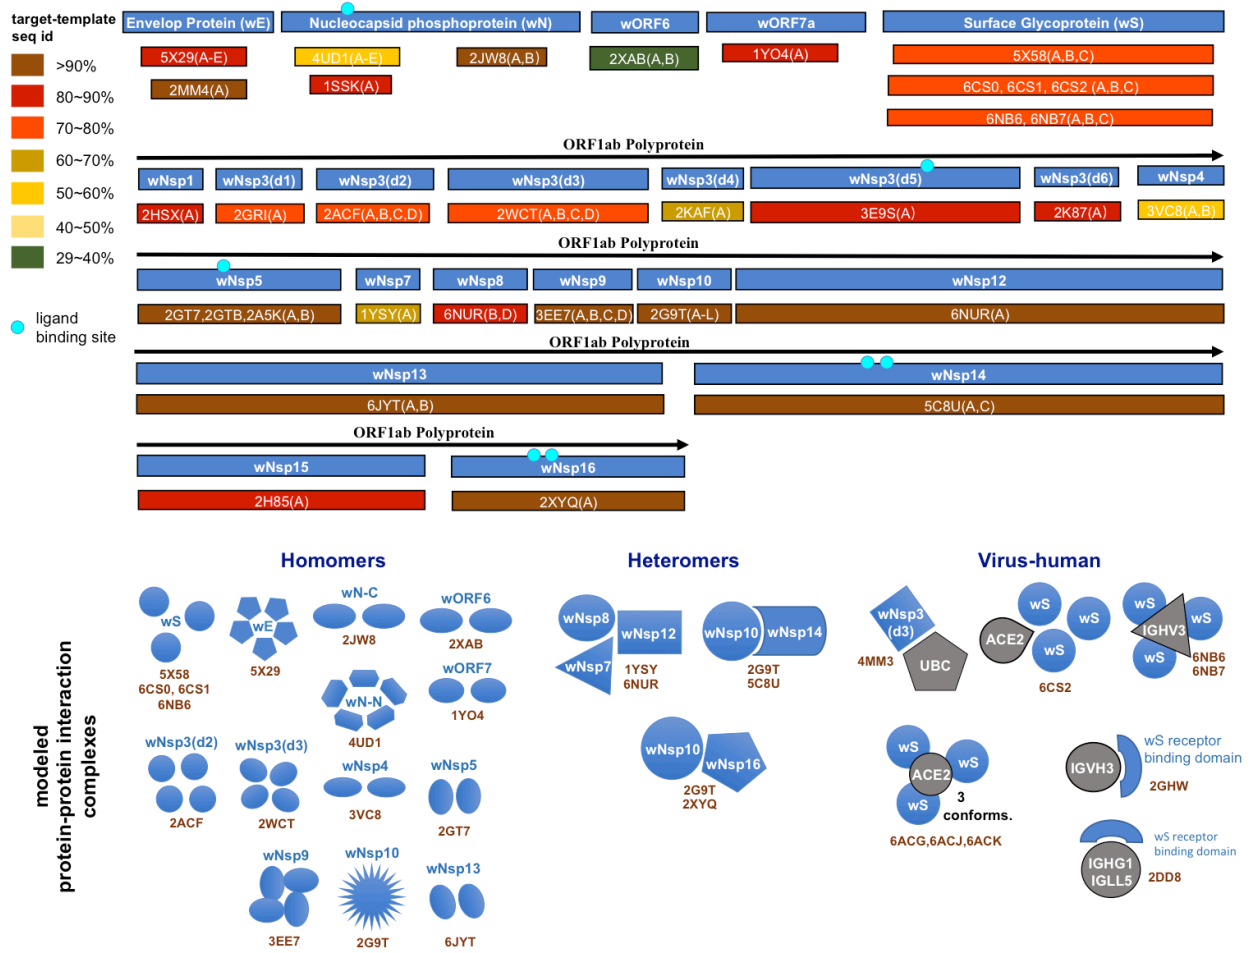 target-template
seq id
>90%
80~90%
70~80%
60~70%
50~60%
40~50%
29~40%
ligand
binding site
Envelop Protein (wE)
Nucleocapsid phosphoprotein (wN)
wORF6
wORF7a
Surface Glycoprotein (wS)
5X29(A-E)
4UD1(A-E)
2JW8(A,B)
2XAB(A,B)
1YO4(A)
5X58(A,B,C)
2MM4(A)
1SSK(A)
6CS0, 6CS1, 6CS2 (A,B,C)
6NB6, 6NB7(A,B,C)
ORF1ab Polyprotein
wNsp1
wNsp3(d1)
wNsp3(d2)
wNsp3(d3)
wNsp3(d4)
wNsp3(d5)
wNsp3(d6)
wNsp4
2HSX(A)
2GRI(A)
2ACF(A,B,C,D)
2WCT(A,B,C,D)
2KAF(A)
3E9S(A)
2K87(A)
3VC8(A,B)
ORF1ab Polyprotein
wNsp5
wNsp7
wNsp8
wNsp9
wNsp10
wNsp12
2GT7,2GTB,2A5K(A,B)
1YSY(A)
6NUR(B,D)
3EE7(A,B,C,D)
2G9T(A-L)
6NUR(A)
ORF1ab Polyprotein
wNsp13
wNsp14
6JYT(A,B)
5C8U(A,C)
ORF1ab Polyprotein
wNsp15
wNsp16
2H85(A)
2XYQ(A)
modeled
protein-protein interaction
complexes
Homomers
wS
5X58
6CS0, 6CS1
6NB6
wE
5X29
wN-C
2JW8
wORF6
2XAB
wN-N
4UD1
wORF7
1YO4
wNsp3(d2)
2ACF
wNsp3(d3)
2WCT
wNsp4
3VC8
wNsp5
2GT7
wNsp9
3EE7
wNsp10
2G9T
wNsp13
6JYT
Heteromers
wNsp8
wNsp12
wNsp7
1YSY
6NUR
wNsp10
wNsp14
2G9T
5C8U
wNsp10
wNsp16
2G9T
2XYQ
Virus-human
wNsp3
(d3)
4MM3
UBC
wS
ACE2
wS
6CS2
wS
IGHV3
wS
wS
6NB6
6NB7
wS
ACE2
wS
wS
3
conforms.
6ACG,6ACJ,6ACK
IGVH3
wS receptor
binding domain
2GHW
wS receptor
binding domain
IGHG1
IGLL5
2DD8